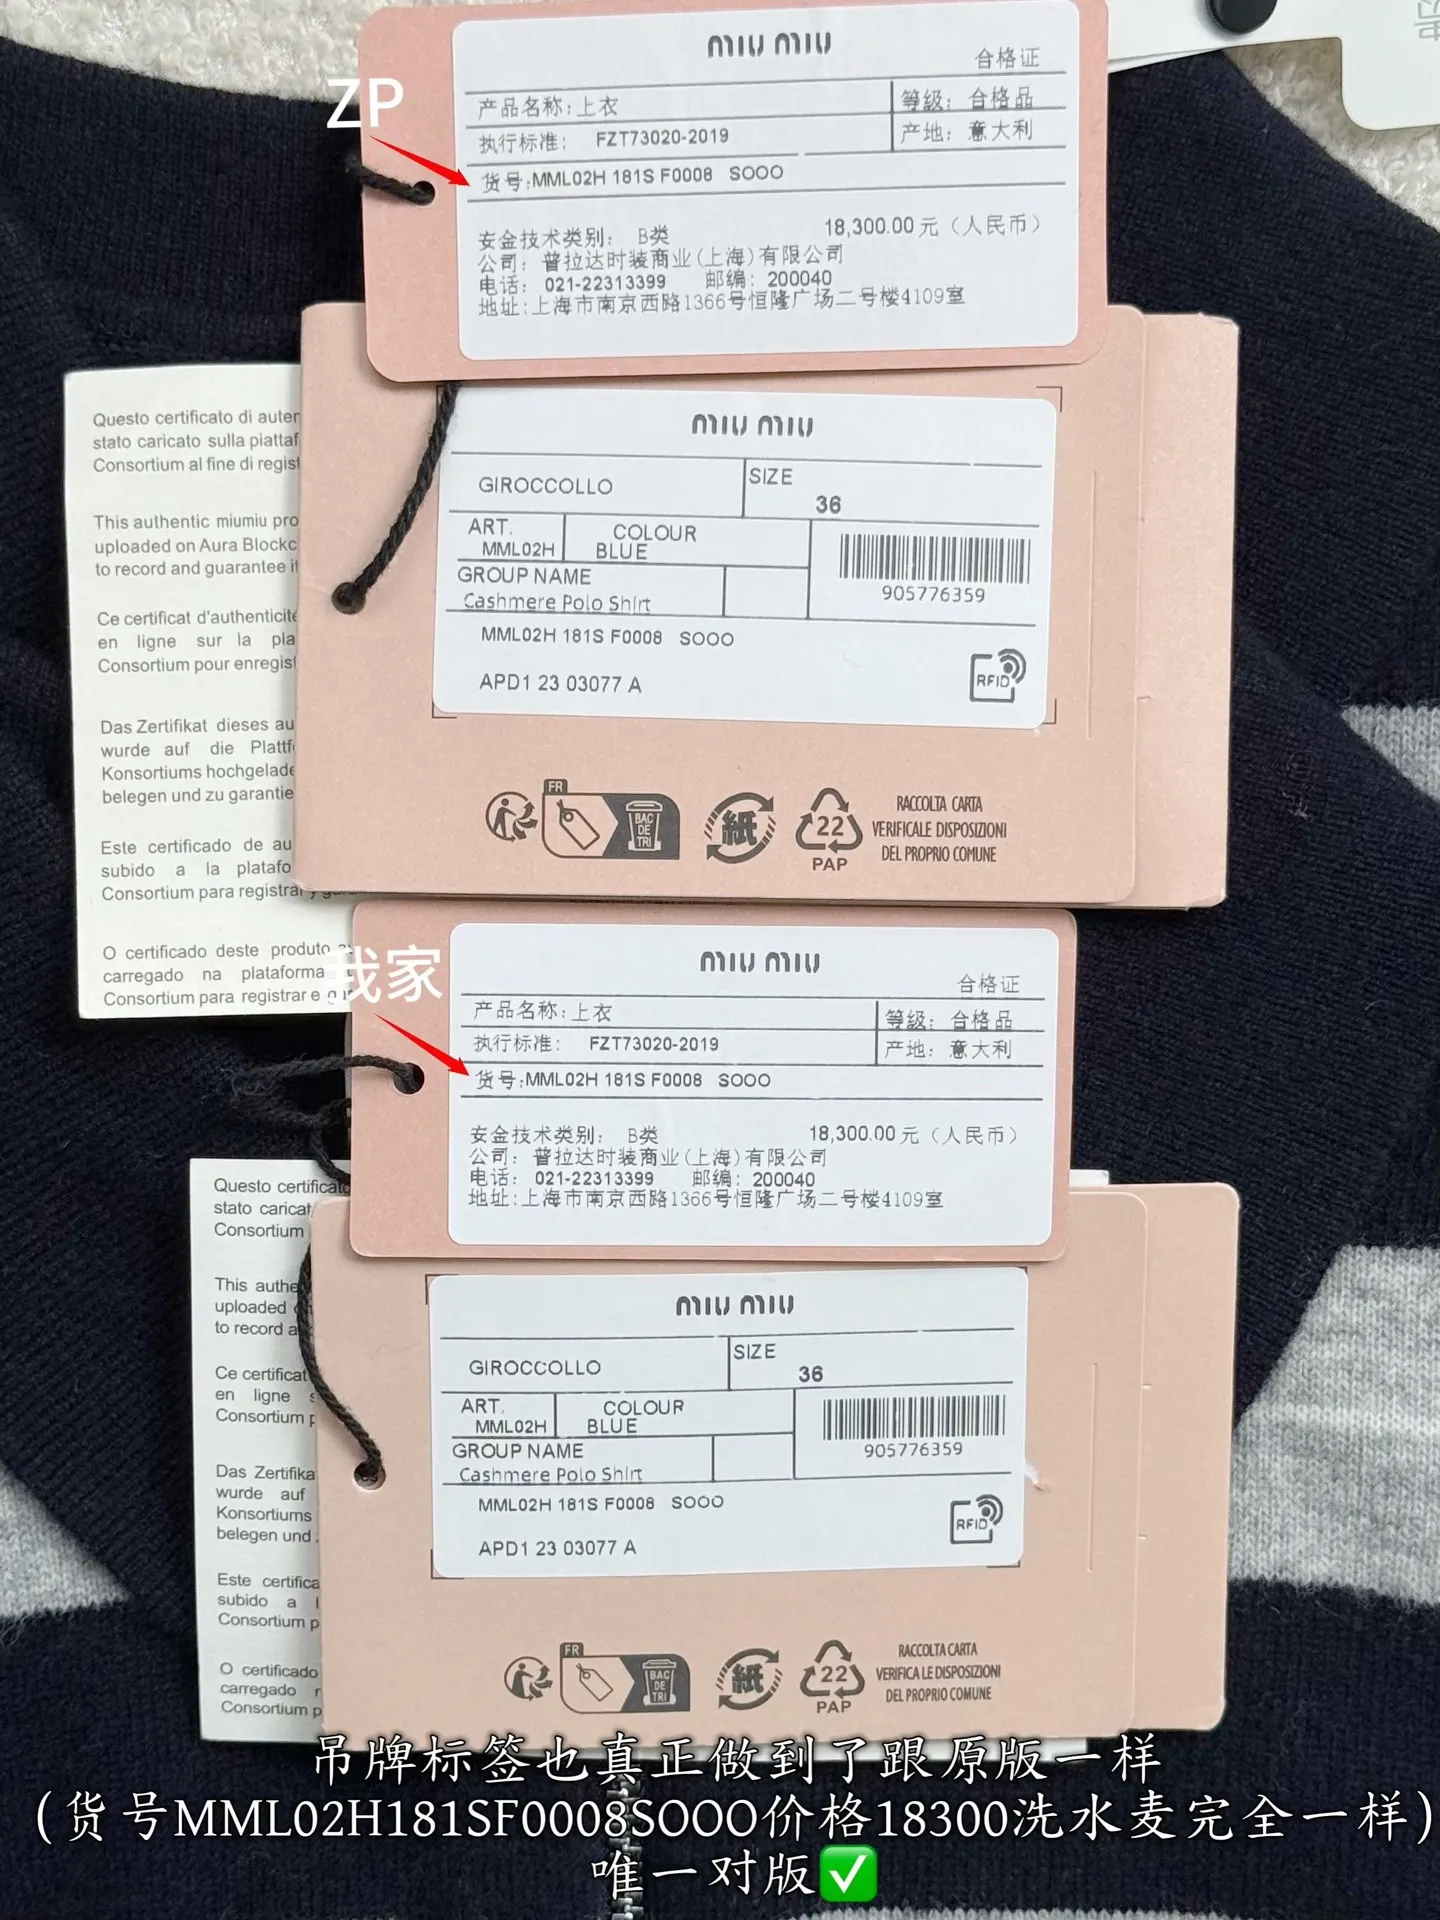 ZP
miu miu
合格证
产品名称:上衣
等级: 合格品
执行标准: FZT73020-2019
产地: 意大利
货号:MML02H 181S F0008 SOOO
安全技术类别: B类
18,300.00元（人民币）
公司: 普拉达时装商业(上海)有限公司
电话: 021-22313399 邮编: 200040
地址:上海市南京西路1366号恒隆广场二号楼4109室
Questo certificato di auten
stato caricato sulla piattaf
Consortium al fine di regist
This authentic miumiu pro
uploaded on Aura Blockc
to record and guarantee it
Ce certificat d'authenticité
en ligne sur la pla
Consortium pour enregist
Das Zertifikat dieses au
wurde auf die Plattf
Konsortiums hochgelade
belegen und zu garantie
Este certificado de au
subido a la platafo
Consortium para registrar y gara
O certificado deste produto
carregado na plataforma
Consortium para registrar e gar
miu miu
GIROCCOLLO
SIZE
36
ART.
MML02H
COLOUR
BLUE
GROUP NAME
Cashmere Polo Shirt
905776359
MML02H 181S F0008 SOOO
APD1 23 03077 A
RFID
FR
BAC
DE
TRI
紙
22
PAP
RACCOLTA CARTA
VERIFICALE DISPOSIZIONI
DEL PROPRIO COMUNE
我家
miu miu
合格证
产品名称:上衣
等级: 合格品
执行标准: FZT73020-2019
产地: 意大利
货号:MML02H 181S F0008 SOOO
安全技术类别: B类
18,300.00元（人民币）
公司: 普拉达时装商业(上海)有限公司
电话: 021-22313399 邮编: 200040
地址:上海市南京西路1366号恒隆广场二号楼4109室
Questo certificato
stato caricat
Consortium
This authe
uploaded
to record a
Ce certificat
en ligne s
Consortium p
Das Zertifika
wurde auf
Konsortiums
belegen und
Este certifica
subido a l
Consortium p
O certificado
carregado
Consortium p
miu miu
GIROCCOLLO
SIZE
36
ART.
MML02H
COLOUR
BLUE
GROUP NAME
Cashmere Polo Shirt
905776359
MML02H 181S F0008 SOOO
APD1 23 03077 A
RFID
FR
BAC
DE
TRI
紙
22
PAP
RACCOLTA CARTA
VERIFICA LE DISPOSIZIONI
DEL PROPRIO COMUNE
吊牌标签也真正做到了跟原版一样
(货号MML02H181SF0008SOOO价格18300洗水麦完全一样)
唯一对版✅